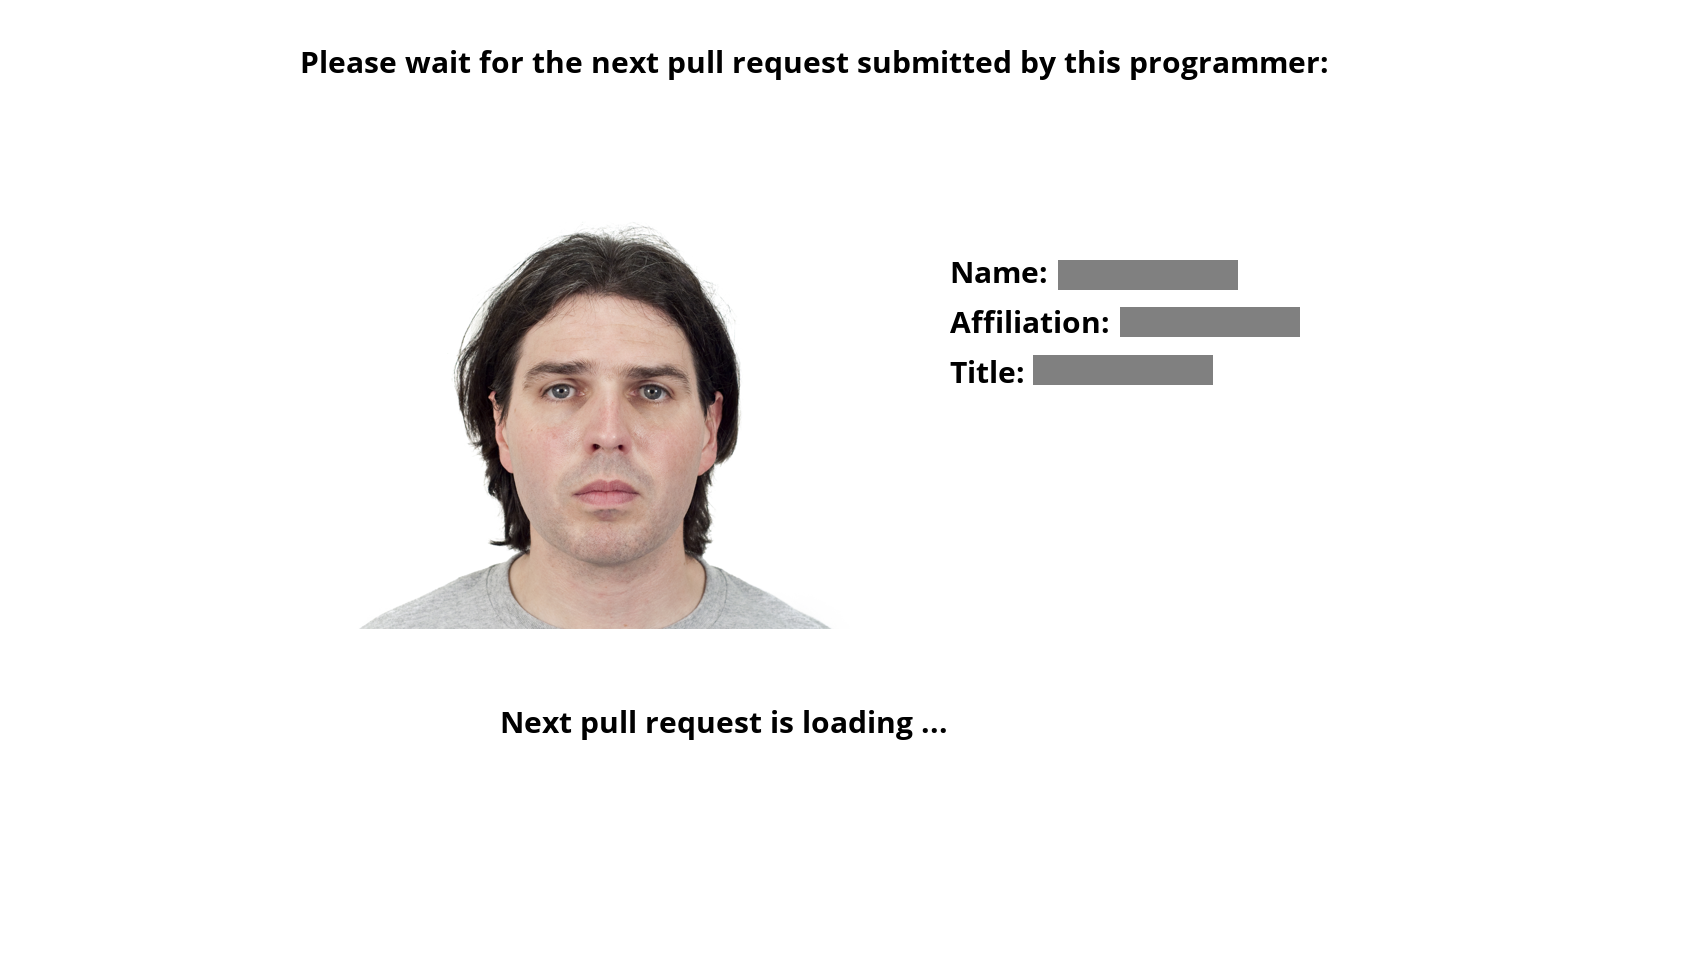 Please wait for the next pull request submitted by this programmer:
Name:
Affiliation:
Title:
Next pull request is loading ...